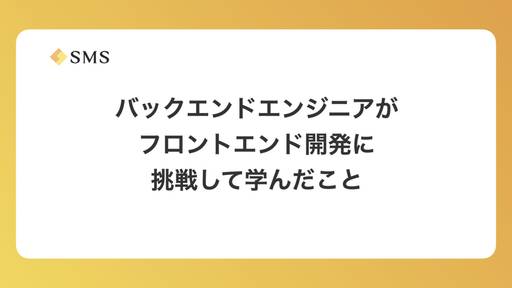 SMS
バックエンドエンジニアが
フロントエンド開発に
挑戦して学んだこと